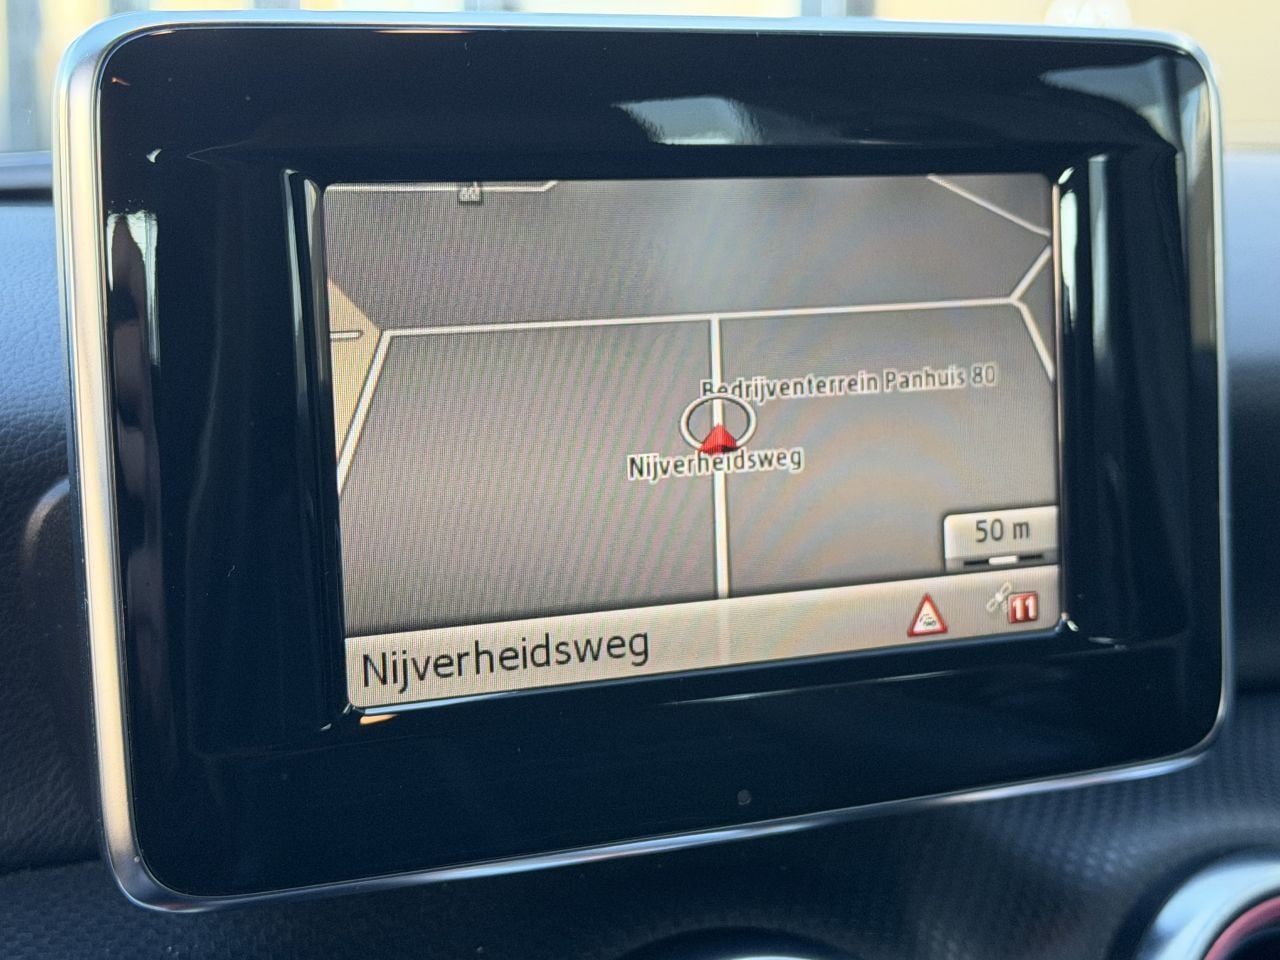 Bedrijventerrein Panhuis 80
Nijverheidsweg
50 m
Nijverheidsweg
11